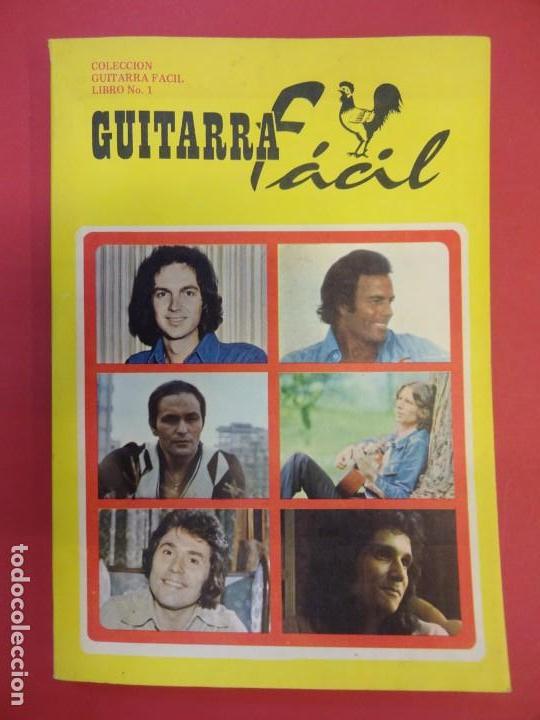 COLECCION
GUITARRA FACIL
LIBRO No. 1
GUITARRA
Fácil
todocoleccion